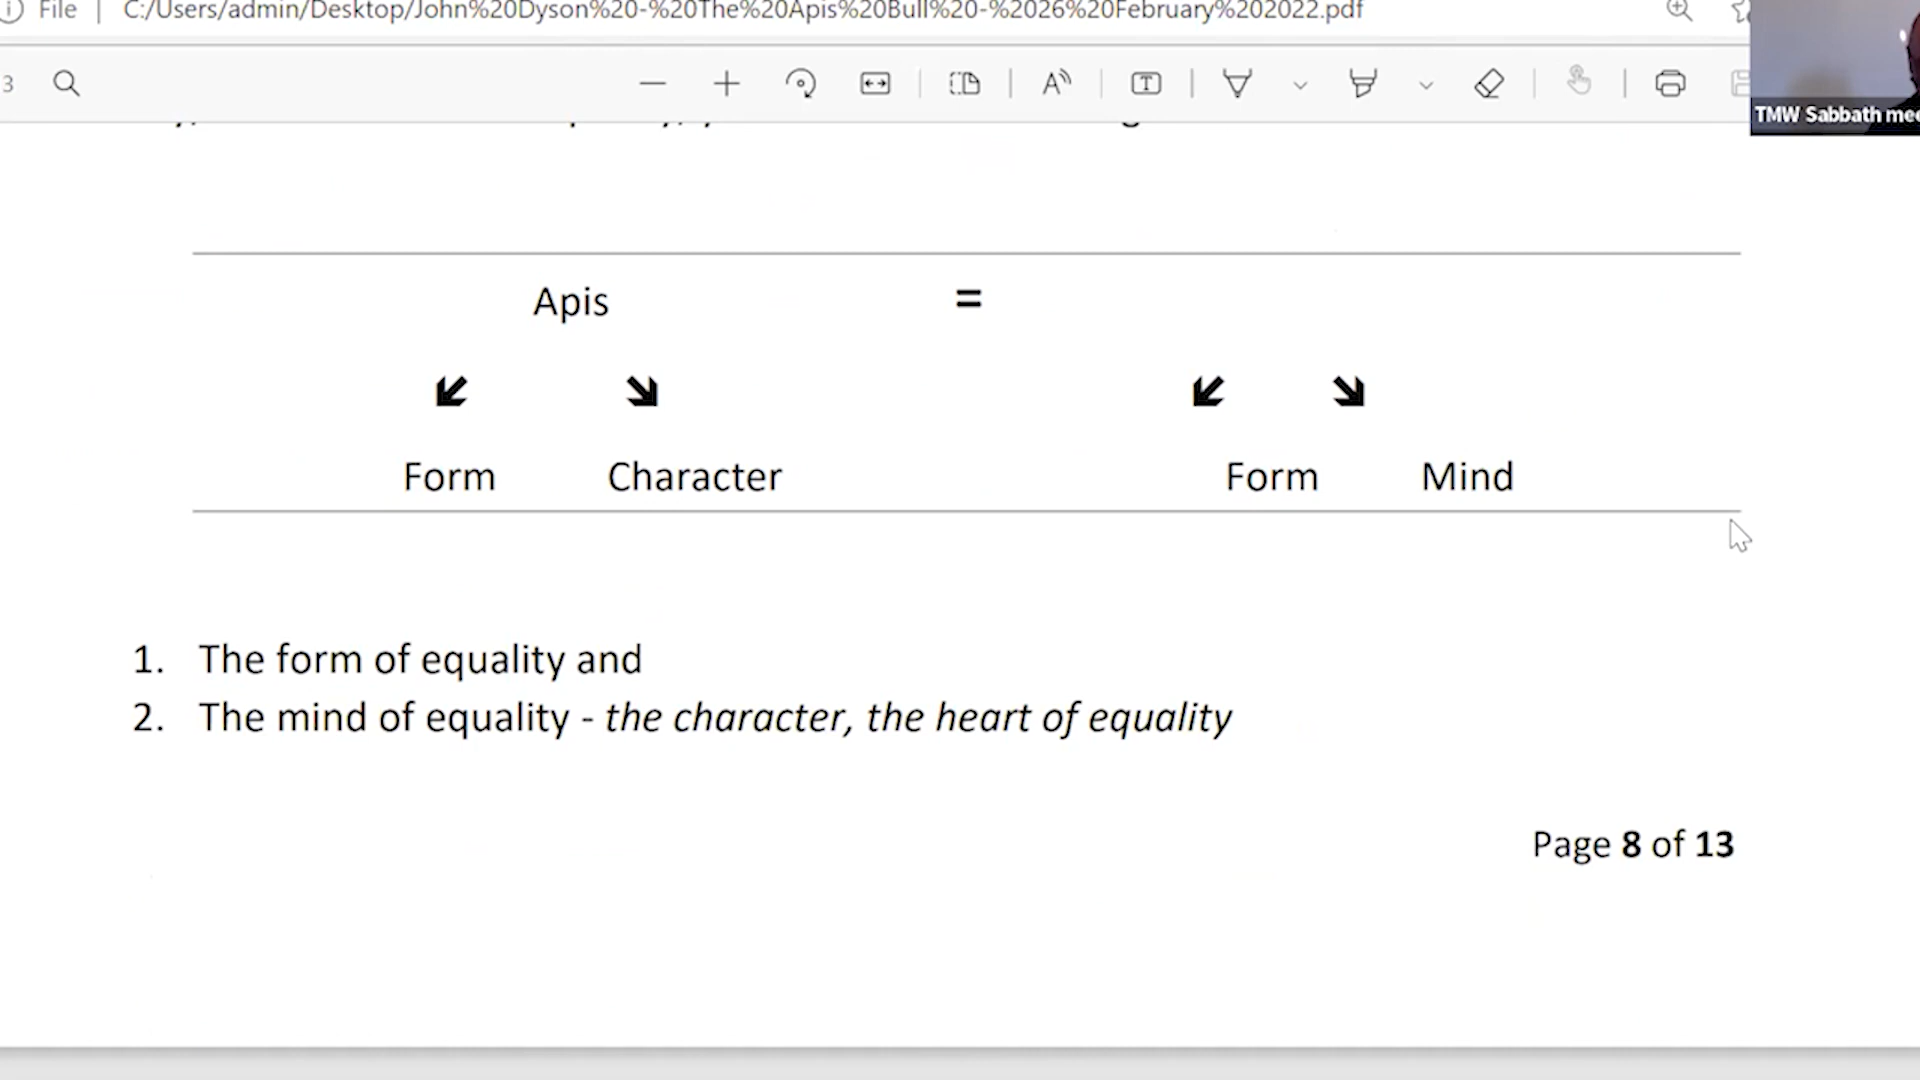 File | C:/Users/admin/Desktop/John%20Dyson%20-%20The%20Apis%20Bull%20-%2026%20February%202022.pdf
3
TMW Sabbath mee
Apis =
Form Character Form Mind
1. The form of equality and
2. The mind of equality - the character, the heart of equality
Page 8 of 13